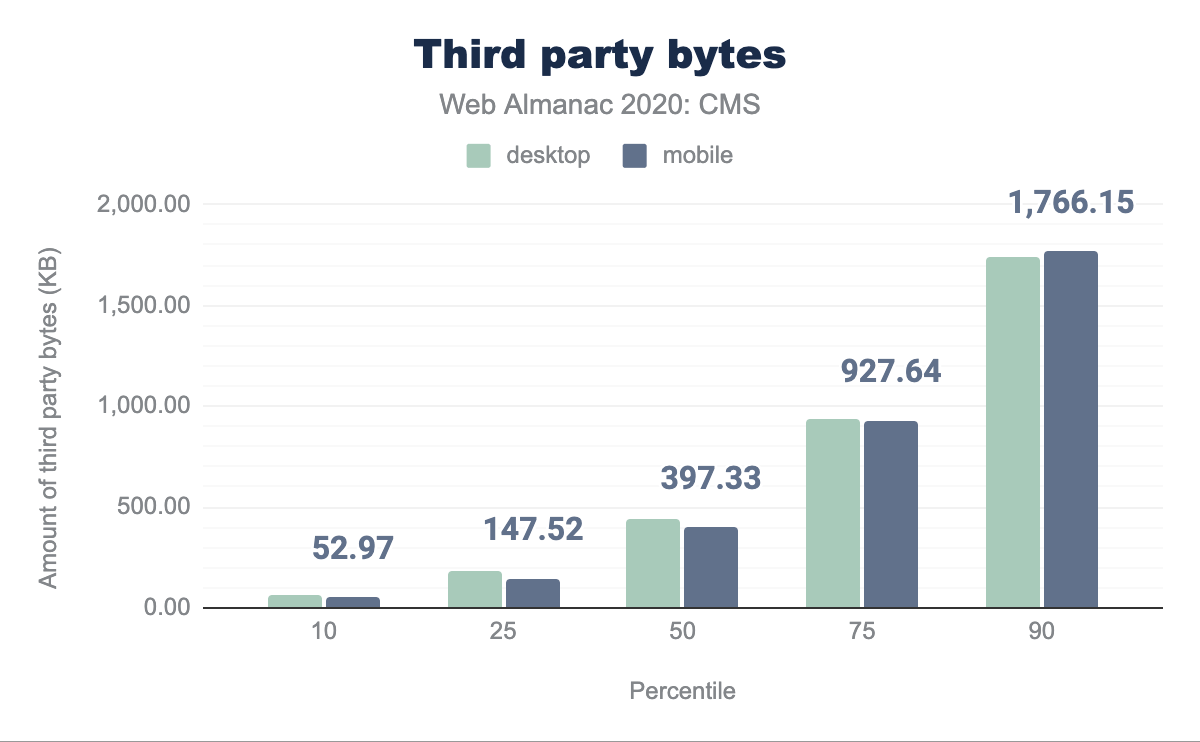 Third party bytes
Web Almanac 2020: CMS
desktop
mobile
Amount of third party bytes (KB)
2,000.00
1,500.00
1,000.00
500.00
0.00
52.97
147.52
397.33
927.64
1,766.15
10
25
50
75
90
Percentile